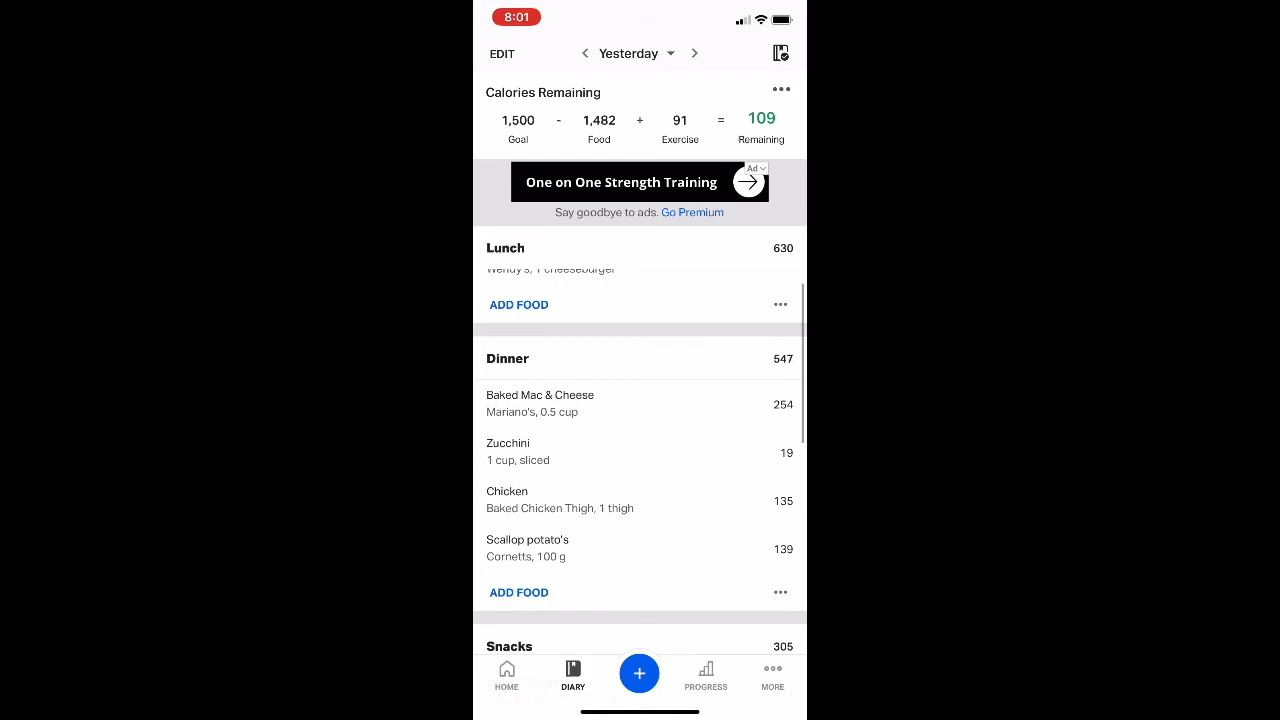 8:01
EDIT
Yesterday
Calories Remaining
1,500 - 1,482 + 91 = 109
Goal Food Exercise Remaining
Ad
One on One Strength Training
Say goodbye to ads. Go Premium
Lunch 630
Wendy's, 1 cheeseburger
ADD FOOD
Dinner 547
Baked Mac & Cheese
Mariano's, 0.5 cup
254
Zucchini
1 cup, sliced
19
Chicken
Baked Chicken Thigh, 1 thigh
135
Scallop potato's
Cornetts, 100 g
139
ADD FOOD
Snacks 305
HOME DIARY PROGRESS MORE